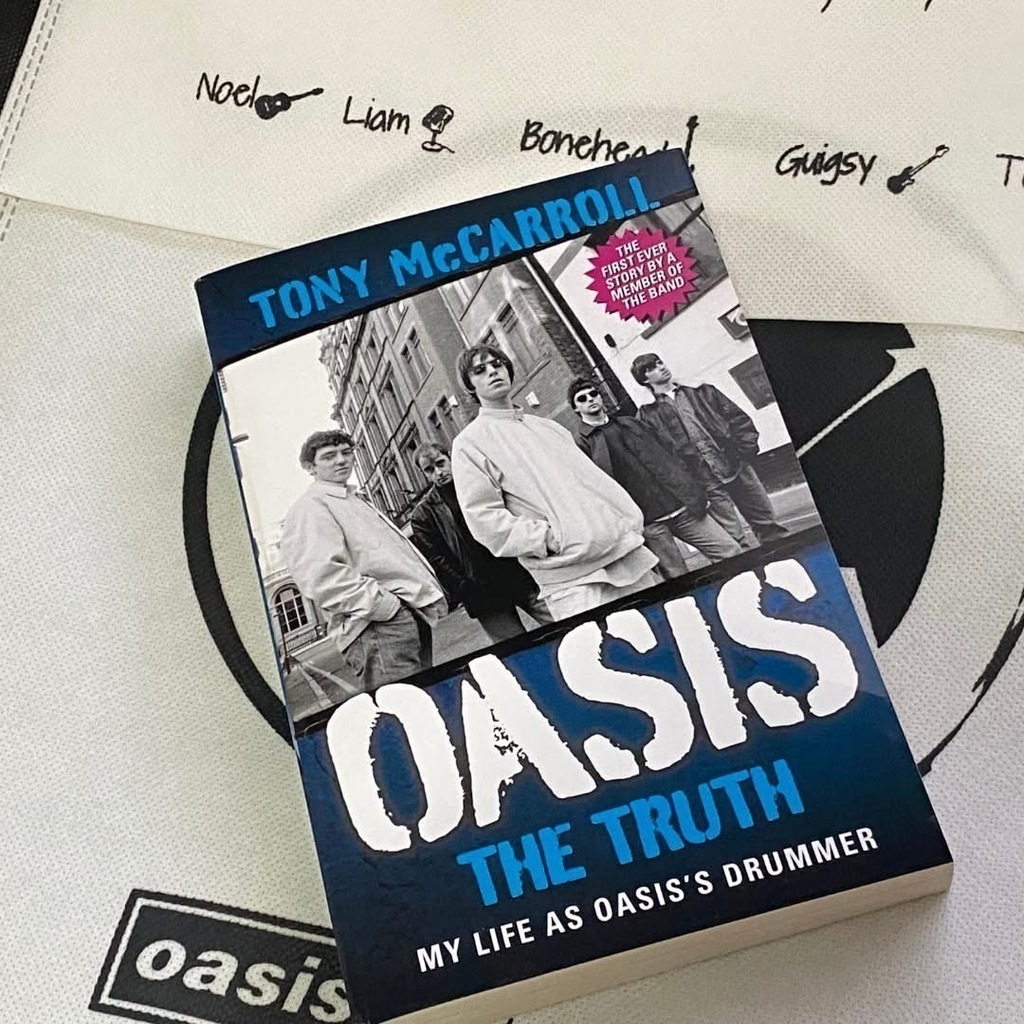 Noel
Liam
Bonehea
Guigsy
TONY McCARROLL
THE
FIRST EVER
STORY BY A
MEMBER OF
THE BAND
OASIS
THE TRUTH
MY LIFE AS OASIS'S DRUMMER
oasis